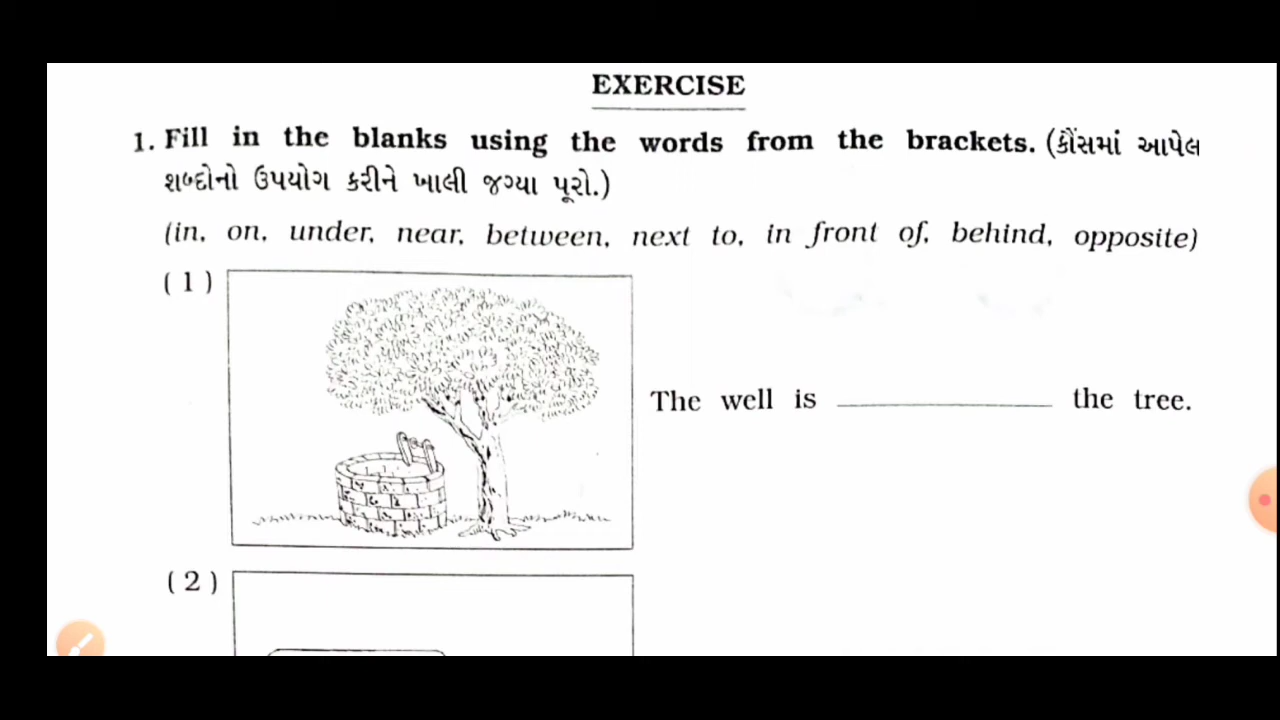 EXERCISE
1. Fill in the blanks using the words from the brackets. (કૌંસમાં આપેલ
શબ્દોનો ઉપયોગ કરીને ખાલી જગ્યા પૂરો.)
(in, on, under, near, between, next to, in front of, behind, opposite)
(1)
The well is ____________ the tree.
(2)